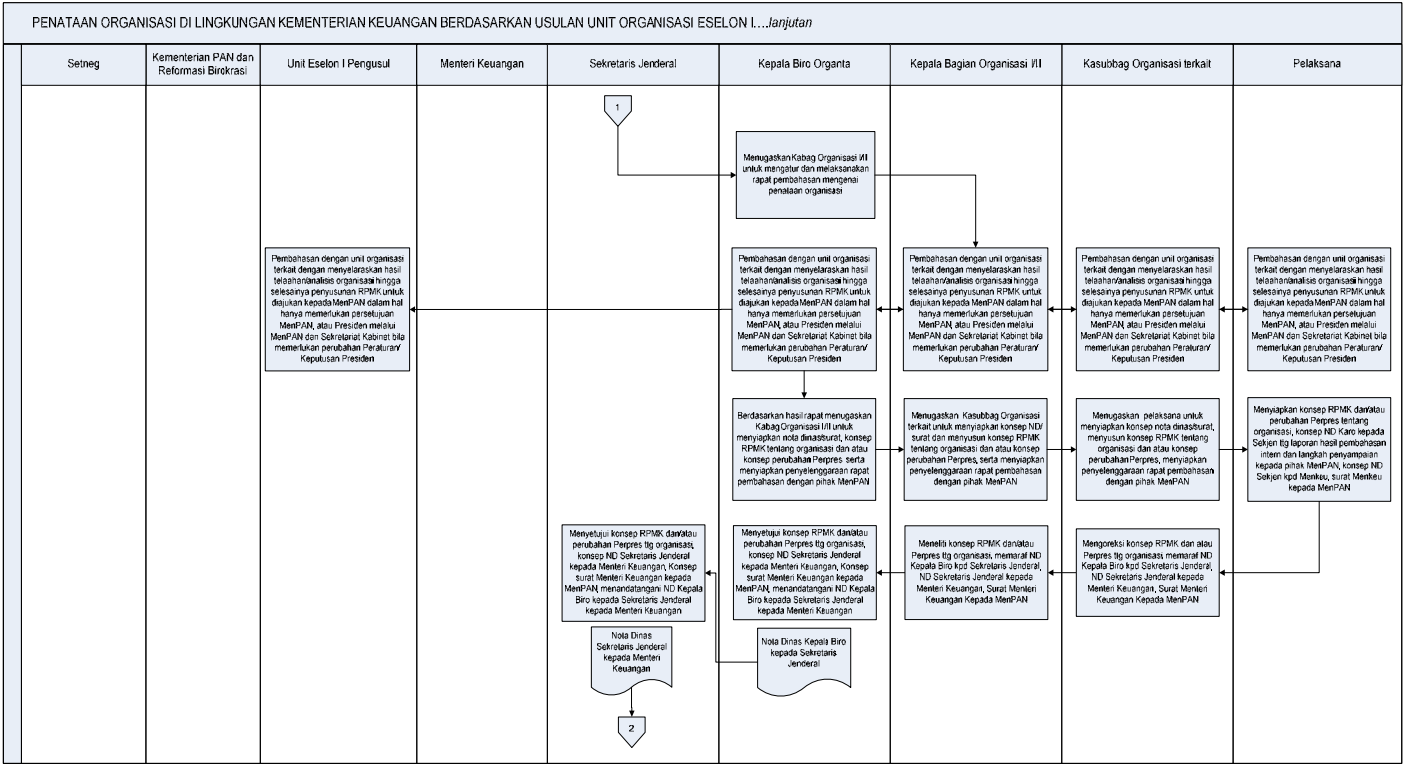 PENATAAN ORGANISASI DI LINGKUNGAN KEMENTERIAN KEUANGAN BERDASARKAN USULAN UNIT ORGANISASI ESELON I....lanjutan
Setneg
Kementerian PAN dan
Reformasi Birokrasi
Unit Eselon I Pengusul
Menteri Keuangan
Sekretaris Jenderal
Kepala Biro Organta
Kepala Bagian Organisasi I/II
Kasubbag Organisasi terkait
Pelaksana
1
Menugaskan Kabag Organisasi I/II
untuk mengatur dan melaksanakan
rapat pembahasan mengenai
penataan organisasi
Pembahasan dengan unit organisasi
terkait dengan menyelaraskan hasil
telaahan/analisis organisasi hingga
selesainya penyusunan RPMK untuk
diajukan kepada MenPAN dalam hal
hanya memerlukan persetujuan
MenPAN, atau Presiden melalui
MenPAN dan Sekretariat Kabinet bila
memerlukan perubahan Peraturan/
Keputusan Presiden
Pembahasan dengan unit organisasi
terkait dengan menyelaraskan hasil
telaahan/analisis organisasi hingga
selesainya penyusunan RPMK untuk
diajukan kepada MenPAN dalam hal
hanya memerlukan persetujuan
MenPAN, atau Presiden melalui
MenPAN dan Sekretariat Kabinet bila
memerlukan perubahan Peraturan/
Keputusan Presiden
Pembahasan dengan unit organisasi
terkait dengan menyelaraskan hasil
telaahan/analisis organisasi hingga
selesainya penyusunan RPMK untuk
diajukan kepada MenPAN dalam hal
hanya memerlukan persetujuan
MenPAN, atau Presiden melalui
MenPAN dan Sekretariat Kabinet bila
memerlukan perubahan Peraturan/
Keputusan Presiden
Pembahasan dengan unit organisasi
terkait dengan menyelaraskan hasil
telaahan/analisis organisasi hingga
selesainya penyusunan RPMK untuk
diajukan kepada MenPAN dalam hal
hanya memerlukan persetujuan
MenPAN, atau Presiden melalui
MenPAN dan Sekretariat Kabinet bila
memerlukan perubahan Peraturan/
Keputusan Presiden
Pembahasan dengan unit organisasi
terkait dengan menyelaraskan hasil
telaahan/analisis organisasi hingga
selesainya penyusunan RPMK untuk
diajukan kepada MenPAN dalam hal
hanya memerlukan persetujuan
MenPAN, atau Presiden melalui
MenPAN dan Sekretariat Kabinet bila
memerlukan perubahan Peraturan/
Keputusan Presiden
Berdasarkan hasil rapat menugaskan
Kabag Organisasi I/II untuk
menyiapkan nota dinas/surat, konsep
RPMK tentang organisasi dan atau
konsep perubahan Perpres serta
menyiapkan penyelenggaraan rapat
pembahasan dengan pihak MenPAN
Menugaskan Kasubbag Organisasi
terkait untuk menyiapkan konsep ND/
surat dan menyusun konsep RPMK
tentang organisasi dan atau konsep
perubahan Perpres, serta menyiapkan
penyelenggaraan rapat pembahasan
dengan pihak MenPAN
Menugaskan pelaksana untuk
menyiapkan konsep nota dinas/surat,
menyusun konsep RPMK tentang
organisasi dan atau konsep
perubahan Perpres, menyiapkan
penyelenggaraan rapat pembahasan
dengan pihak MenPAN
Menyiapkan konsep RPMK dan/atau
perubahan Perpres tentang
organisasi, konsep ND Karo kepada
Sekjen ttg laporan hasil pembahasan
intern dan langkah penyampaian
kepada pihak MenPAN, konsep ND
Sekjen kpd Menkeu, surat Menkeu
kepada MenPAN
Menyetujui konsep RPMK dan/atau
perubahan Perpres ttg organisasi,
konsep ND Sekretaris Jenderal
kepada Menteri Keuangan, Konsep
surat Menteri Keuangan kepada
MenPAN, menandatangani ND Kepala
Biro kepada Sekretaris Jenderal
kepada Menteri Keuangan
Menyetujui konsep RPMK dan/atau
perubahan Perpres ttg organisasi,
konsep ND Sekretaris Jenderal
kepada Menteri Keuangan, Konsep
surat Menteri Keuangan kepada
MenPAN, menandatangani ND Kepala
Biro kepada Sekretaris Jenderal
kepada Menteri Keuangan
Meneliti konsep RPMK dan/atau
Perpres ttg organisasi, memaraf ND
Kepala Biro kpd Sekretaris Jenderal,
ND Sekretaris Jenderal kepada
Menteri Keuangan, Surat Menteri
Keuangan Kepada MenPAN
Mengoreksi konsep RPMK dan atau
Perpres ttg organisasi, memaraf ND
Kepala Biro kpd Sekretaris Jenderal,
ND Sekretaris Jenderal kepada
Menteri Keuangan, Surat Menteri
Keuangan Kepada MenPAN
Nota Dinas
Sekretaris Jenderal
kepada Menteri
Keuangan
Nota Dinas Kepala Biro
kepada Sekretaris
Jenderal
2